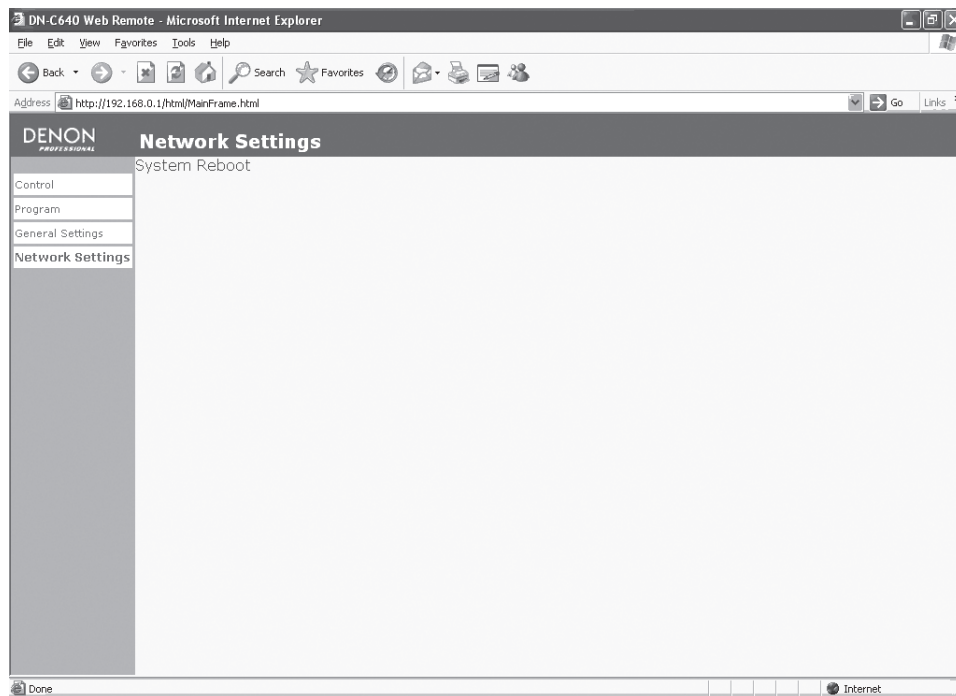 DN-C640 Web Remote - Microsoft Internet Explorer
File Edit View Favorites Tools Help
Back Search Favorites
Address http://192.168.0.1/html/MainFrame.html Go Links
DENON
PROFESSIONAL
Network Settings
System Reboot
Control
Program
General Settings
Network Settings
Done Internet